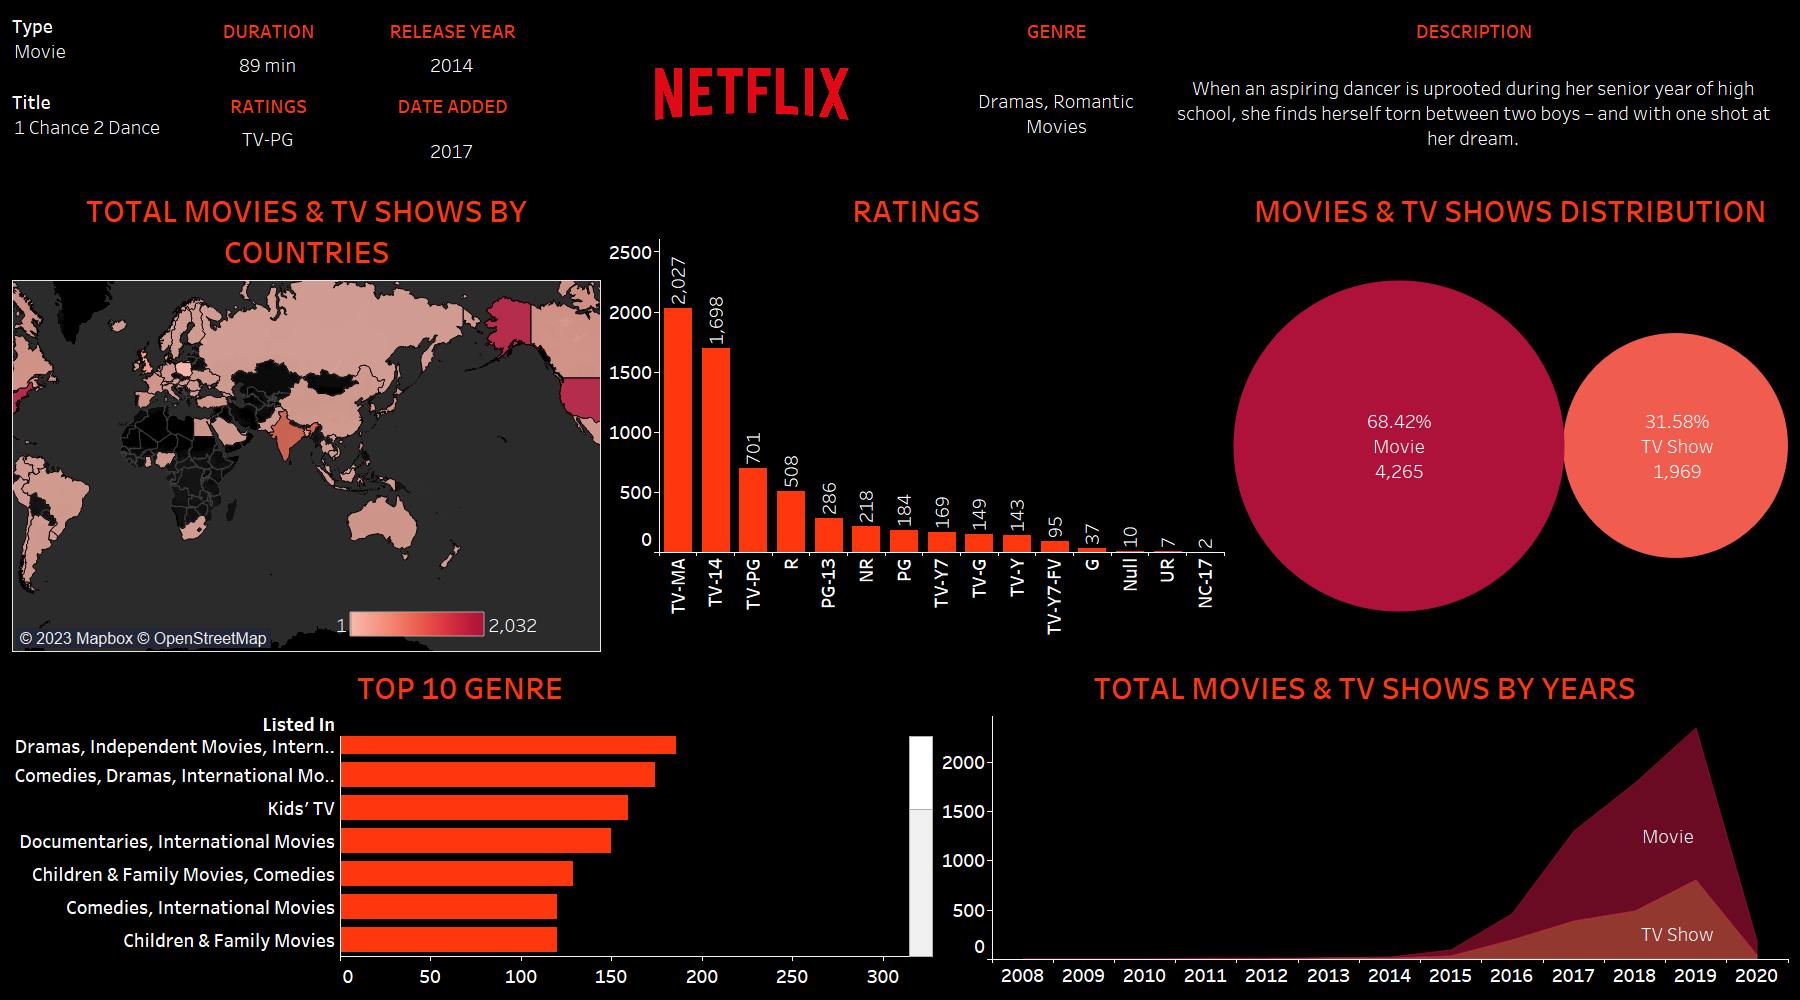 Type
Movie
Title
1 Chance 2 Dance
DURATION
89 min
RATINGS
TV-PG
RELEASE YEAR
2014
DATE ADDED
2017
NETFLIX
GENRE
Dramas, Romantic
Movies
DESCRIPTION
When an aspiring dancer is uprooted during her senior year of high
school, she finds herself torn between two boys – and with one shot at
her dream.
TOTAL MOVIES & TV SHOWS BY
COUNTRIES
1
2,032
© 2023 Mapbox © OpenStreetMap
RATINGS
2500
2000
1500
1000
500
0
2,027
1,698
701
508
286
218
184
169
149
143
95
37
10
7
2
TV-MA
TV-14
TV-PG
R
PG-13
NR
PG
TV-Y7
TV-G
TV-Y
TV-Y7-FV
G
Null
UR
NC-17
MOVIES & TV SHOWS DISTRIBUTION
68.42%
Movie
4,265
31.58%
TV Show
1,969
TOP 10 GENRE
Listed In
Dramas, Independent Movies, Intern..
Comedies, Dramas, International Mo..
Kids' TV
Documentaries, International Movies
Children & Family Movies, Comedies
Comedies, International Movies
Children & Family Movies
0 50 100 150 200 250 300
TOTAL MOVIES & TV SHOWS BY YEARS
2000
1500
1000
500
0
Movie
TV Show
2008 2009 2010 2011 2012 2013 2014 2015 2016 2017 2018 2019 2020